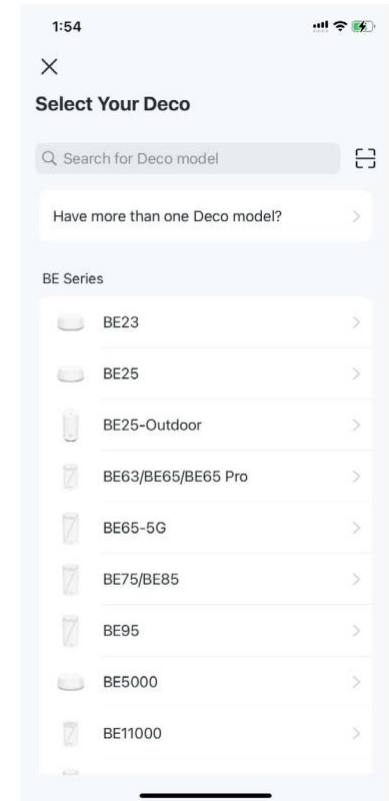 1:54
Select Your Deco
Search for Deco model
Have more than one Deco model?
BE Series
BE23
BE25
BE25-Outdoor
BE63/BE65/BE65 Pro
BE65-5G
BE75/BE85
BE95
BE5000
BE11000